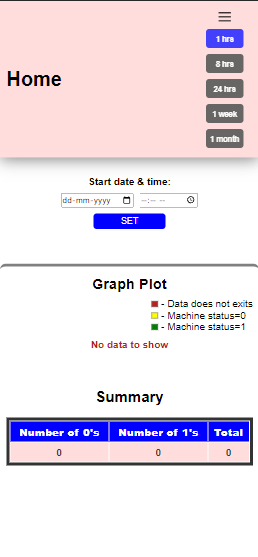 1 hrs
8 hrs
Home
24 hrs
1 week
1 month
Start date & time:
dd-mm-yyyy --:-- 
SET
Graph Plot
- Data does not exits
- Machine status=0
- Machine status=1
No data to show
Summary
Number of 0's Number of 1's Total
0 0 0